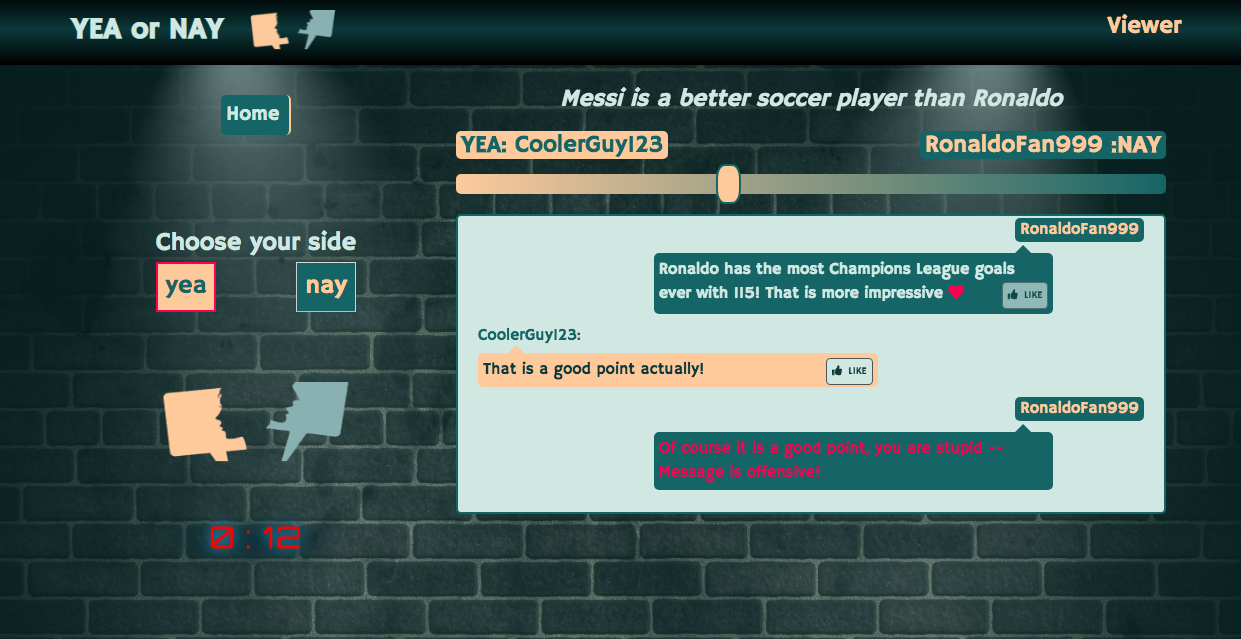 YEA or NAY
Viewer
Home
Messi is a better soccer player than Ronaldo
YEA: CoolerGuy123
RonaldoFan999 :NAY
Choose your side
yea
nay
RonaldoFan999
Ronaldo has the most Champions League goals
ever with 115! That is more impressive ♥
LIKE
CoolerGuy123:
That is a good point actually!
LIKE
RonaldoFan999
Of course it is a good point, you are stupid --
Message is offensive!
0:12